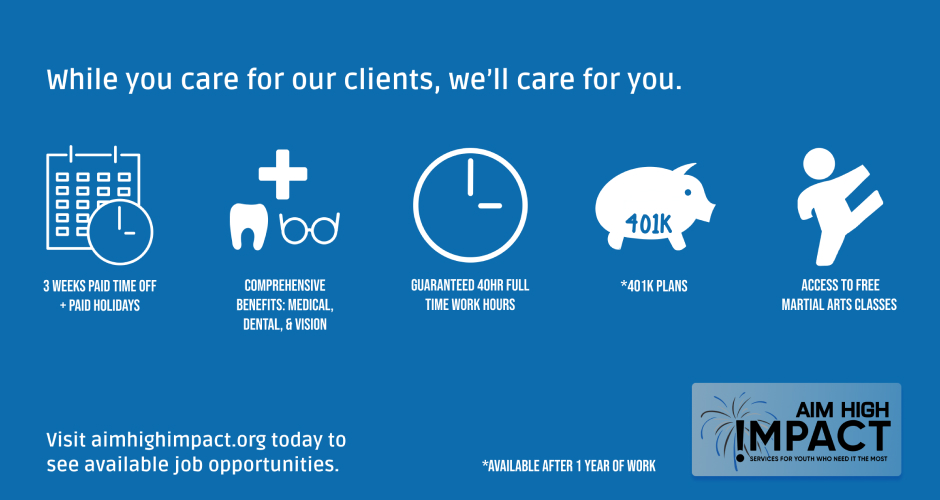 While you care for our clients, we'll care for you.
401K
3 WEEKS PAID TIME OFF
+ PAID HOLIDAYS
COMPREHENSIVE
BENEFITS: MEDICAL,
DENTAL, & VISION
GUARANTEED 40HR FULL
TIME WORK HOURS
*401K PLANS
ACCESS TO FREE
MARTIAL ARTS CLASSES
Visit aimhighimpact.org today to
see available job opportunities.
*AVAILABLE AFTER 1 YEAR OF WORK
AIM HIGH
!MPACT
SERVICES FOR YOUTH WHO NEED IT THE MOST